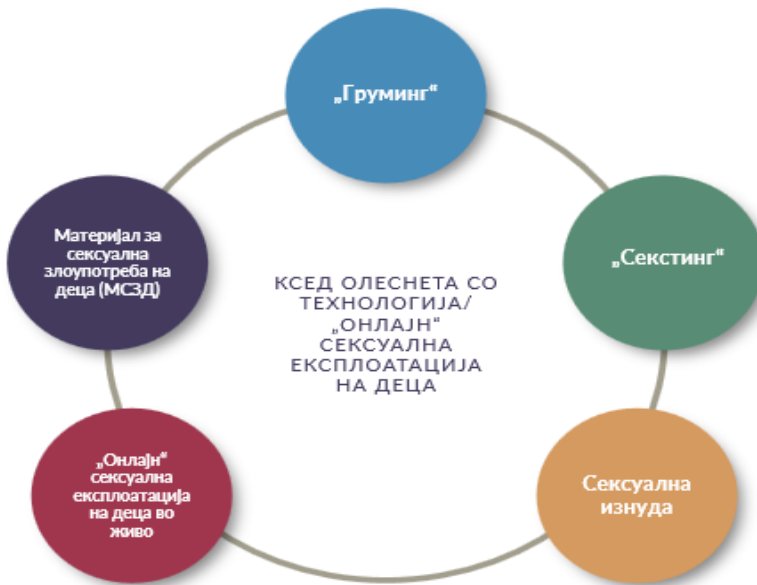 „Груминг“
Материјал за
сексуална
злоупотреба на
деца (МСЗД)
„Секстинг“
КСЕД ОЛЕСНЕТА СО
ТЕХНОЛОГИЈА/
„ОНЛАЈН“
СЕКСУАЛНА
ЕКСПЛОАТАЦИЈА
НА ДЕЦА
„Онлајн“
сексуална
експлоатација
на деца во
живо
Сексуална
изнуда